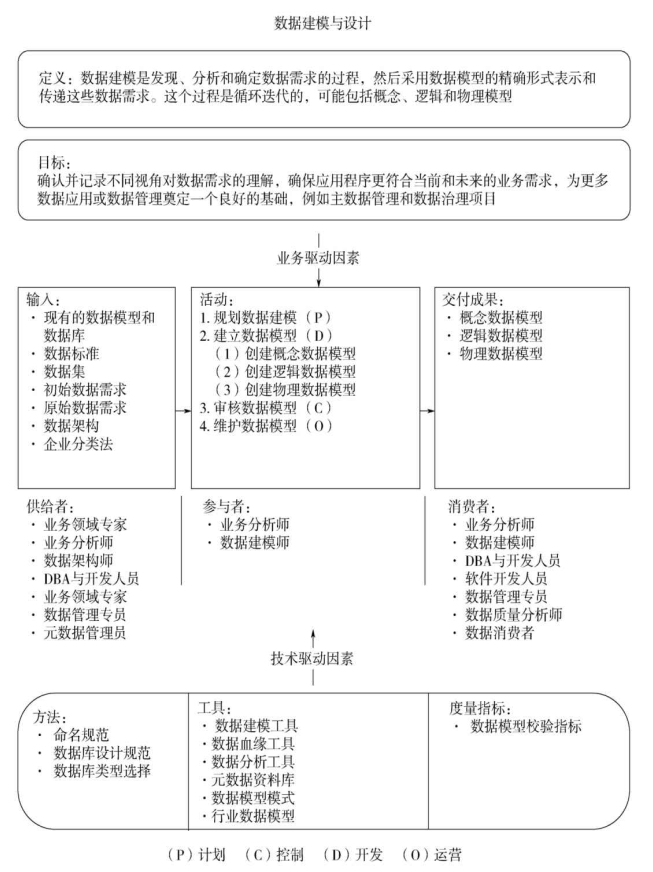 数据建模与设计
定义：数据建模是发现、分析和确定数据需求的过程，然后采用数据模型的精确形式表示和
传递这些数据需求。这个过程是循环迭代的，可能包括概念、逻辑和物理模型
目标：
确认并记录不同视角对数据需求的理解，确保应用程序更符合当前和未来的业务需求，为更多
数据应用或数据管理奠定一个良好的基础，例如主数据管理和数据治理项目
业务驱动因素
输入：
· 现有的数据模型和
数据库
· 数据标准
· 数据集
· 初始数据需求
· 原始数据需求
· 数据架构
· 企业分类法
活动：
1. 规划数据建模（P）
2. 建立数据模型（D）
（1）创建概念数据模型
（2）创建逻辑数据模型
（3）创建物理数据模型
3. 审核数据模型（C）
4. 维护数据模型（O）
交付成果：
· 概念数据模型
· 逻辑数据模型
· 物理数据模型
供给者：
· 业务领域专家
· 业务分析师
· 数据架构师
· DBA与开发人员
· 业务领域专家
· 数据管理专员
· 元数据管理员
参与者：
· 业务分析师
· 数据建模师
消费者：
· 业务分析师
· 数据建模师
· DBA与开发人员
· 软件开发人员
· 数据管理专员
· 数据质量分析师
· 数据消费者
技术驱动因素
方法：
· 命名规范
· 数据库设计规范
· 数据库类型选择
工具：
· 数据建模工具
· 数据血缘工具
· 数据分析工具
· 元数据资料库
· 数据模型模式
· 行业数据模型
度量指标：
· 数据模型校验指标
（P）计划 （C）控制 （D）开发 （O）运营